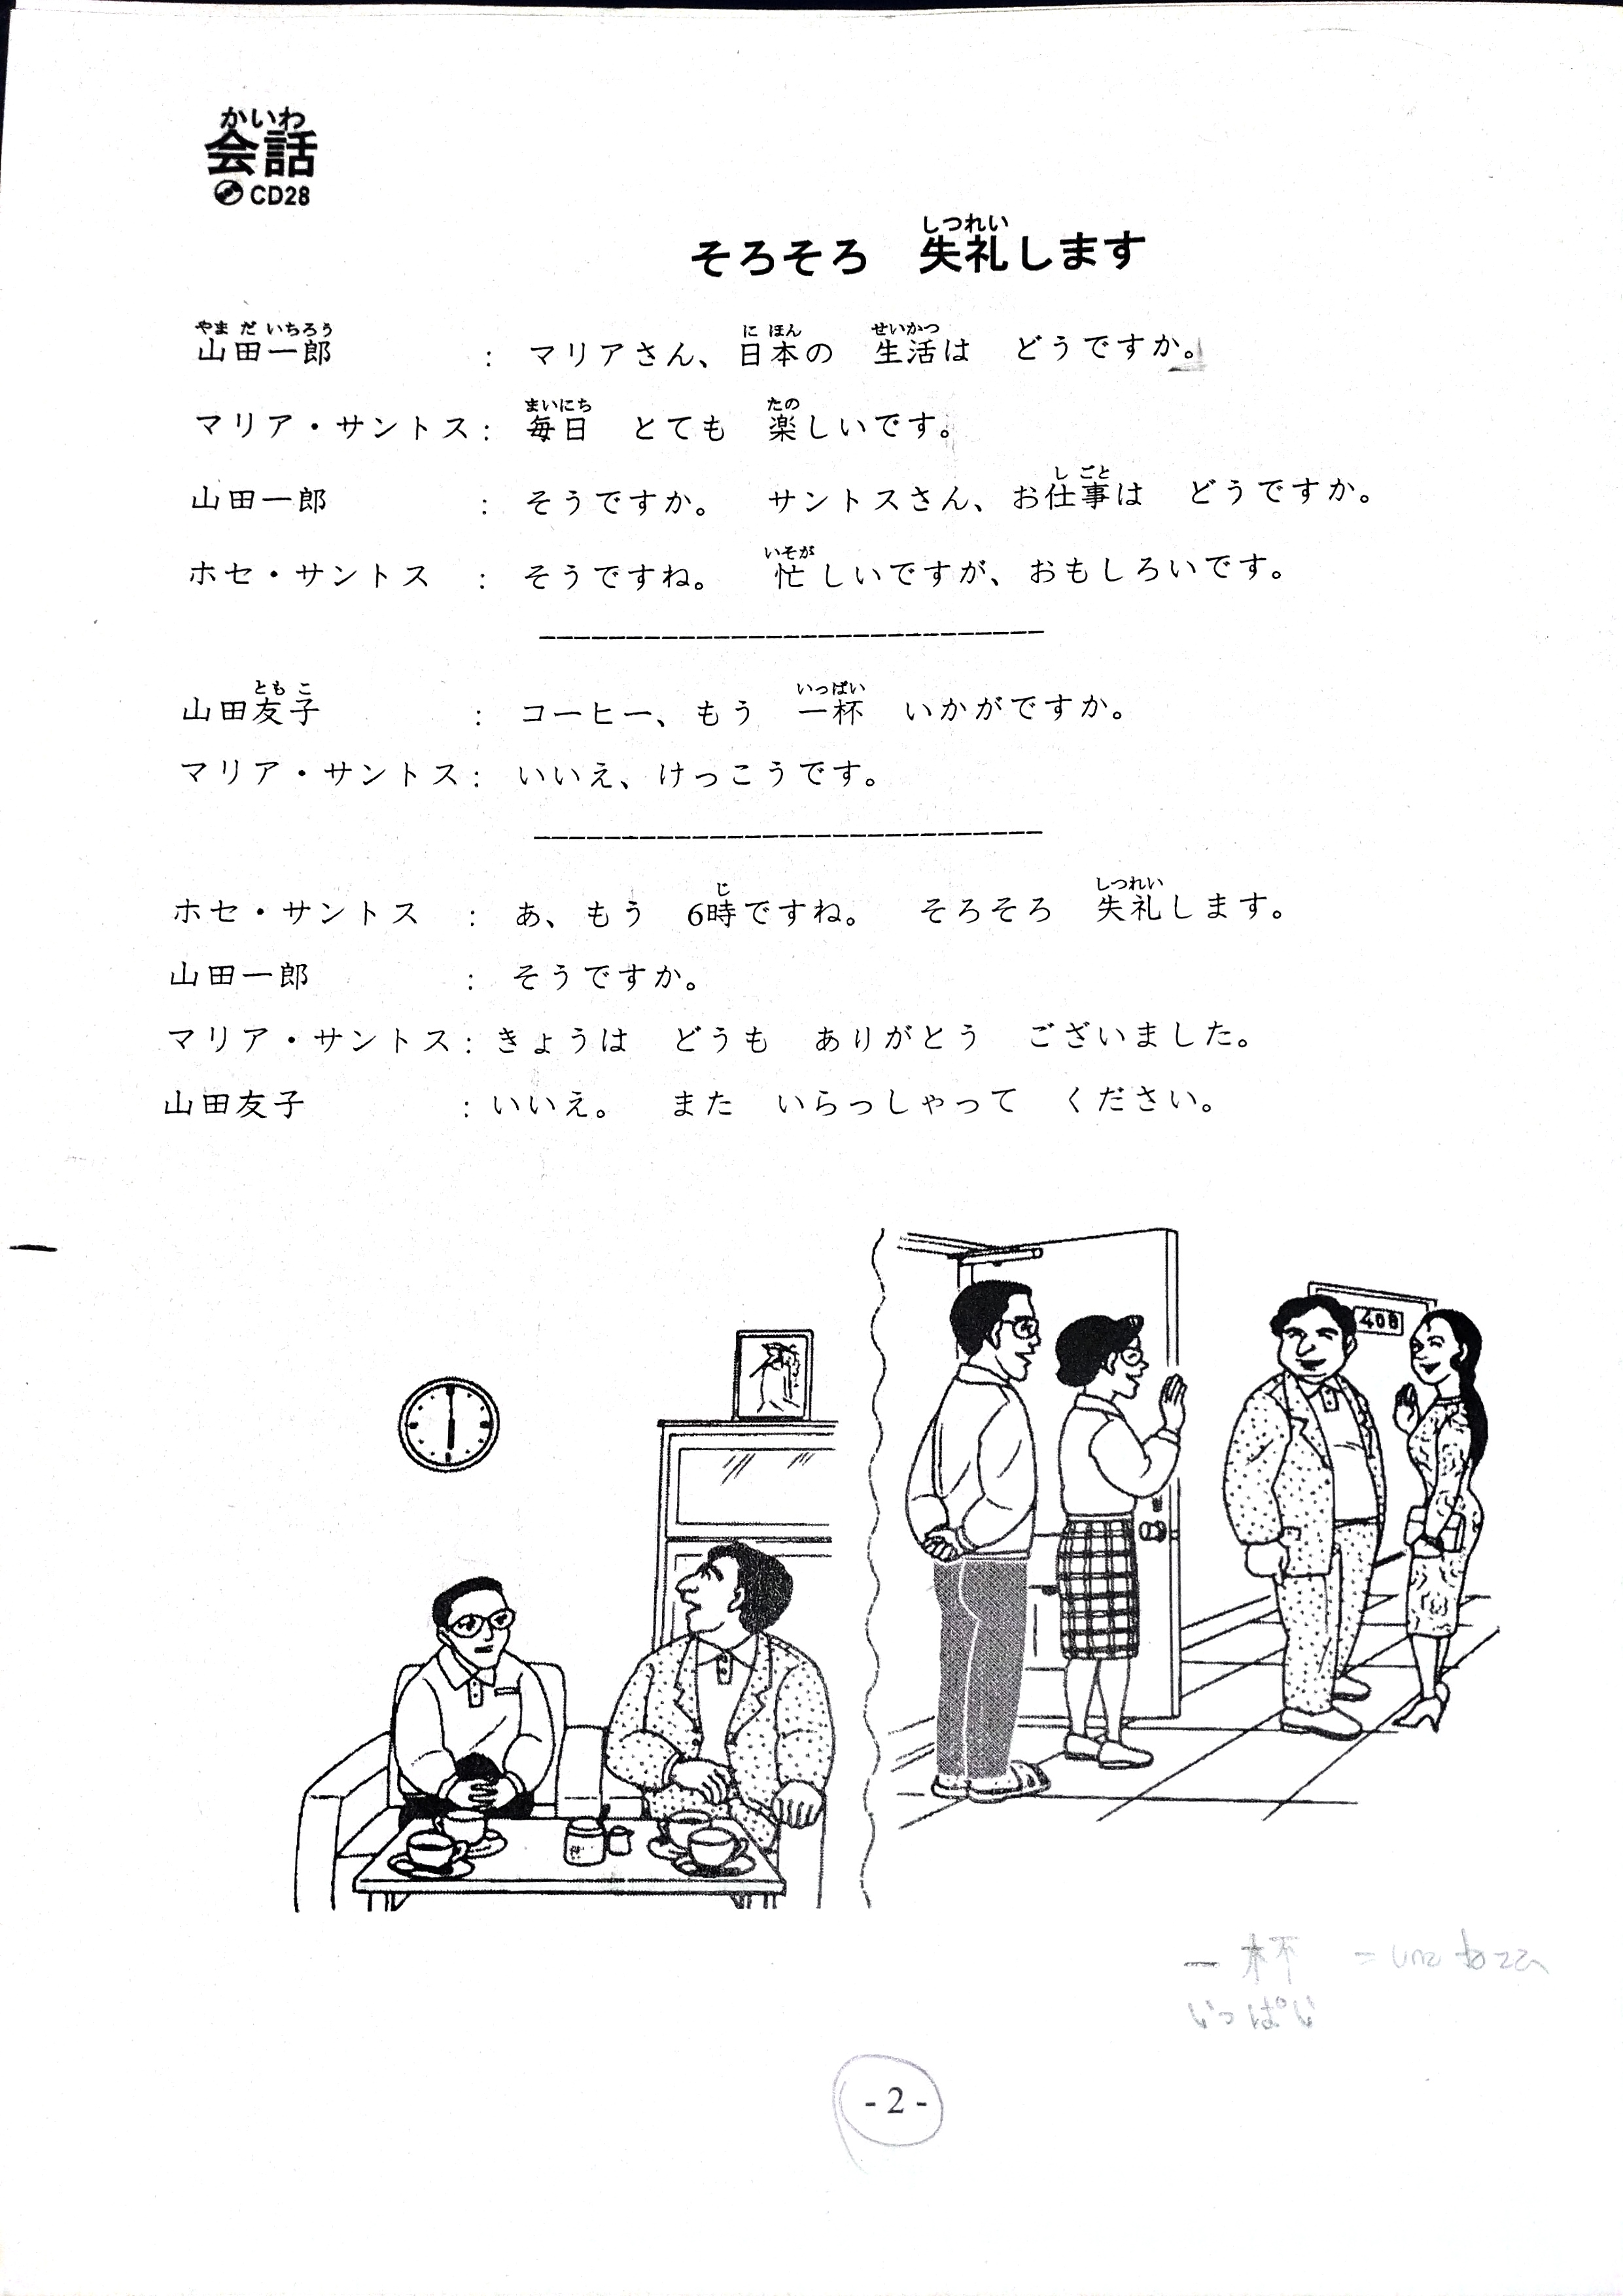 かいわ
会話
CD28
しつれい
そろそろ　失礼します
やまだいちろう　にほん　せいかつ
山田一郎　：　マリアさん、日本の　生活は　どうですか。
まいにち　たの
マリア・サントス：　毎日　とても　楽しいです。
しごと
山田一郎　：　そうですか。　サントスさん、お仕事は　どうですか。
いそが
ホセ・サントス　：　そうですね。　忙しいですが、おもしろいです。
ともこ　いっぱい
山田友子　：　コーヒー、もう　一杯　いかがですか。
マリア・サントス：　いいえ、けっこうです。
じ　しつれい
ホセ・サントス　：　あ、もう　6時ですね。　そろそろ　失礼します。
山田一郎　：　そうですか。
マリア・サントス：きょうは　どうも　ありがとう　ございました。
山田友子　：いいえ。　また　いらっしゃって　ください。
408
一杯　= una tazza
いっぱい
- 2 -